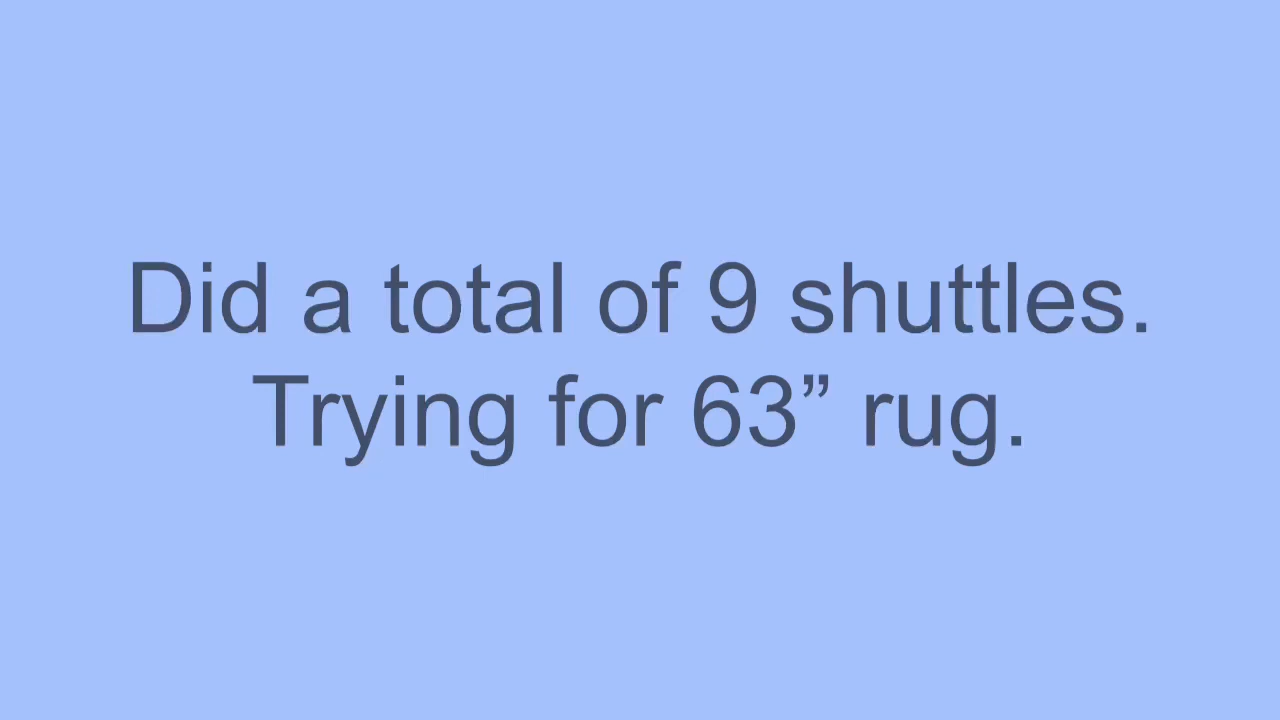 Did a total of 9 shuttles.
Trying for 63” rug.